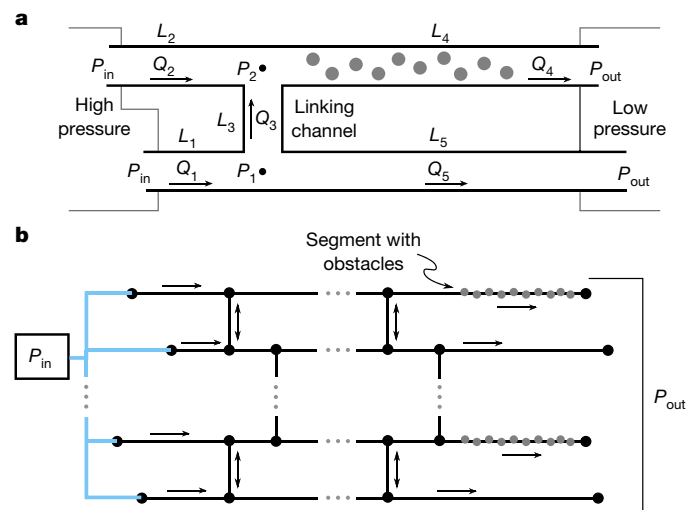 a
L2 L4
Pin Q2 P2 Q4 Pout
High pressure L3 Q3 Linking channel Low pressure
L1 L5
Pin Q1 P1 Q5 Pout
b
Segment with
obstacles
Pin
Pout